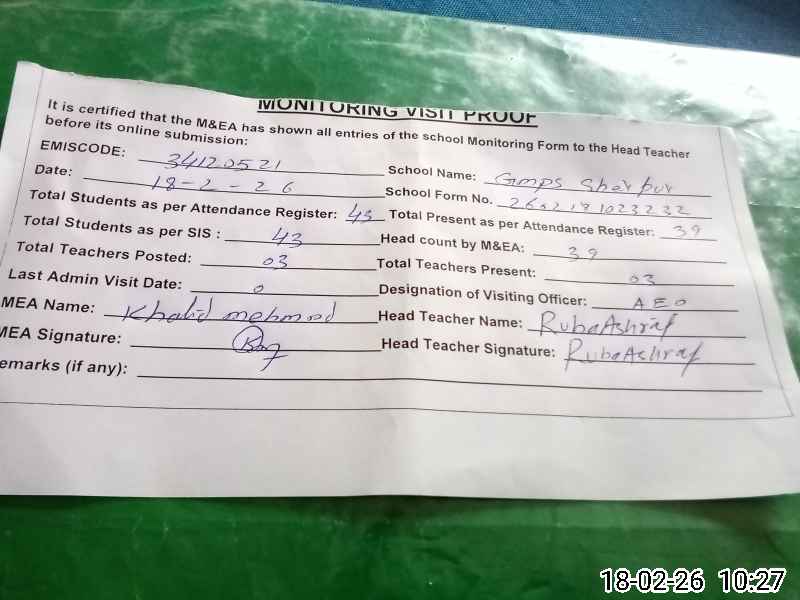 MONITORING VISIT PROOF
It is certified that the M&EA has shown all entries of the school Monitoring Form to the Head Teacher
before its online submission:
EMISCODE: 34120521 School Name: Gmps Sherpur
Date: 18-2-26 School Form No. 2602181023232
Total Students as per Attendance Register: 43 Total Present as per Attendance Register: 39
Total Students as per SIS : 43 Head count by M&EA: 39
Total Teachers Posted: 03 Total Teachers Present: 03
Last Admin Visit Date: 0 Designation of Visiting Officer: AEO
MEA Name: Khalid mehmood Head Teacher Name: RubaAshraf
MEA Signature: Head Teacher Signature: RubaAshraf
emarks (if any):
18-02-26 10:27